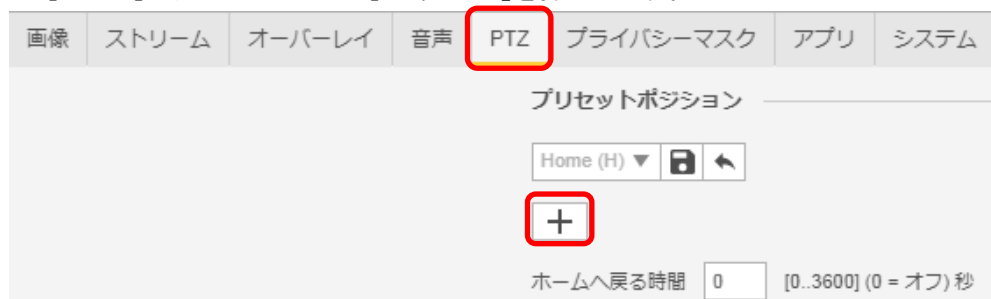 画像 ストリーム オーバーレイ 音声 PTZ プライバシーマスク アプリ システム
プリセットポジション
Home (H)
ホームへ戻る時間 0 [0..3600] (0 = オフ) 秒